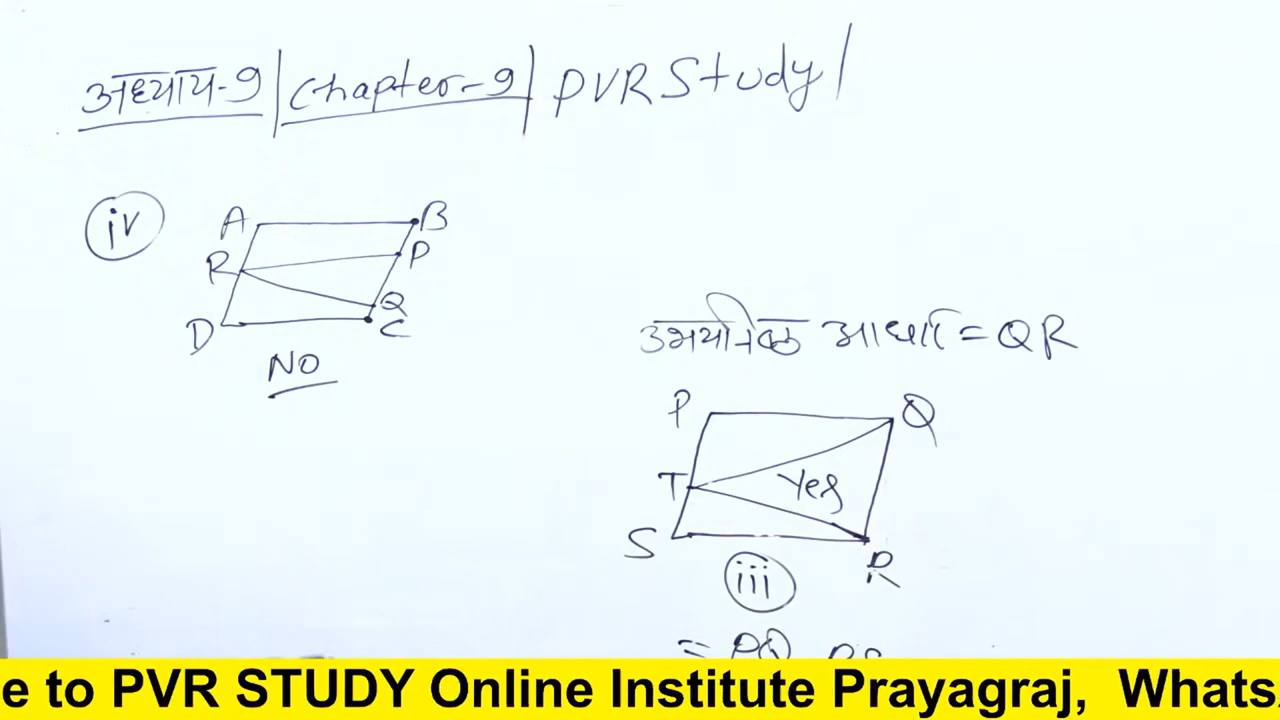 अध्याय-9 | Chapter-9 | PVR Study |
iv
A B
R P
Q
D C
NO
उभयनिष्ठ आधार = QR
P Q
T Yes
S R
iii
= PQ
e to PVR STUDY Online Institute Prayagraj, Whats